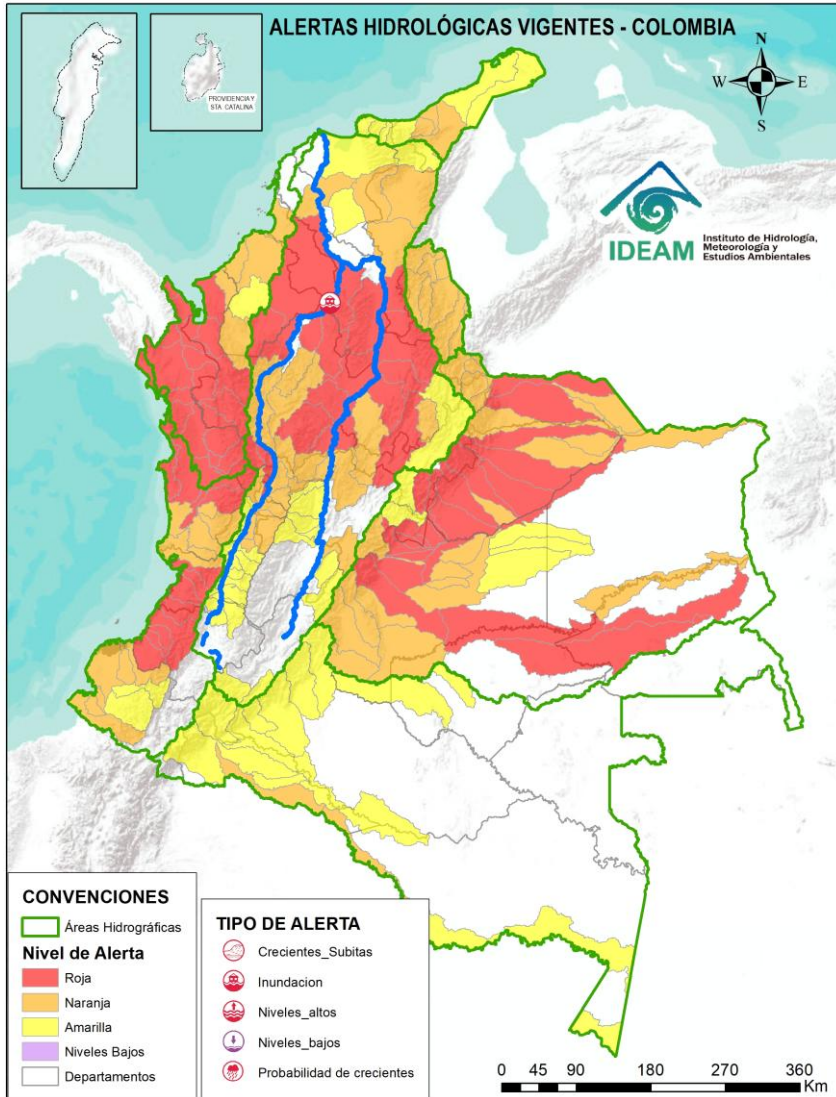 ALERTAS HIDROLÓGICAS VIGENTES - COLOMBIA
PROVIDENCIA Y
STA. CATALINA
N
W
E
S
IDEAM
Instituto de Hidrología,
Meteorología y
Estudios Ambientales
CONVENCIONES
Áreas Hidrográficas
Nivel de Alerta
Roja
Naranja
Amarilla
Niveles Bajos
Departamentos
TIPO DE ALERTA
Crecientes_Subitas
Inundacion
Niveles_altos
Niveles_bajos
Probabilidad de crecientes
0 45 90 180 270 360
Km